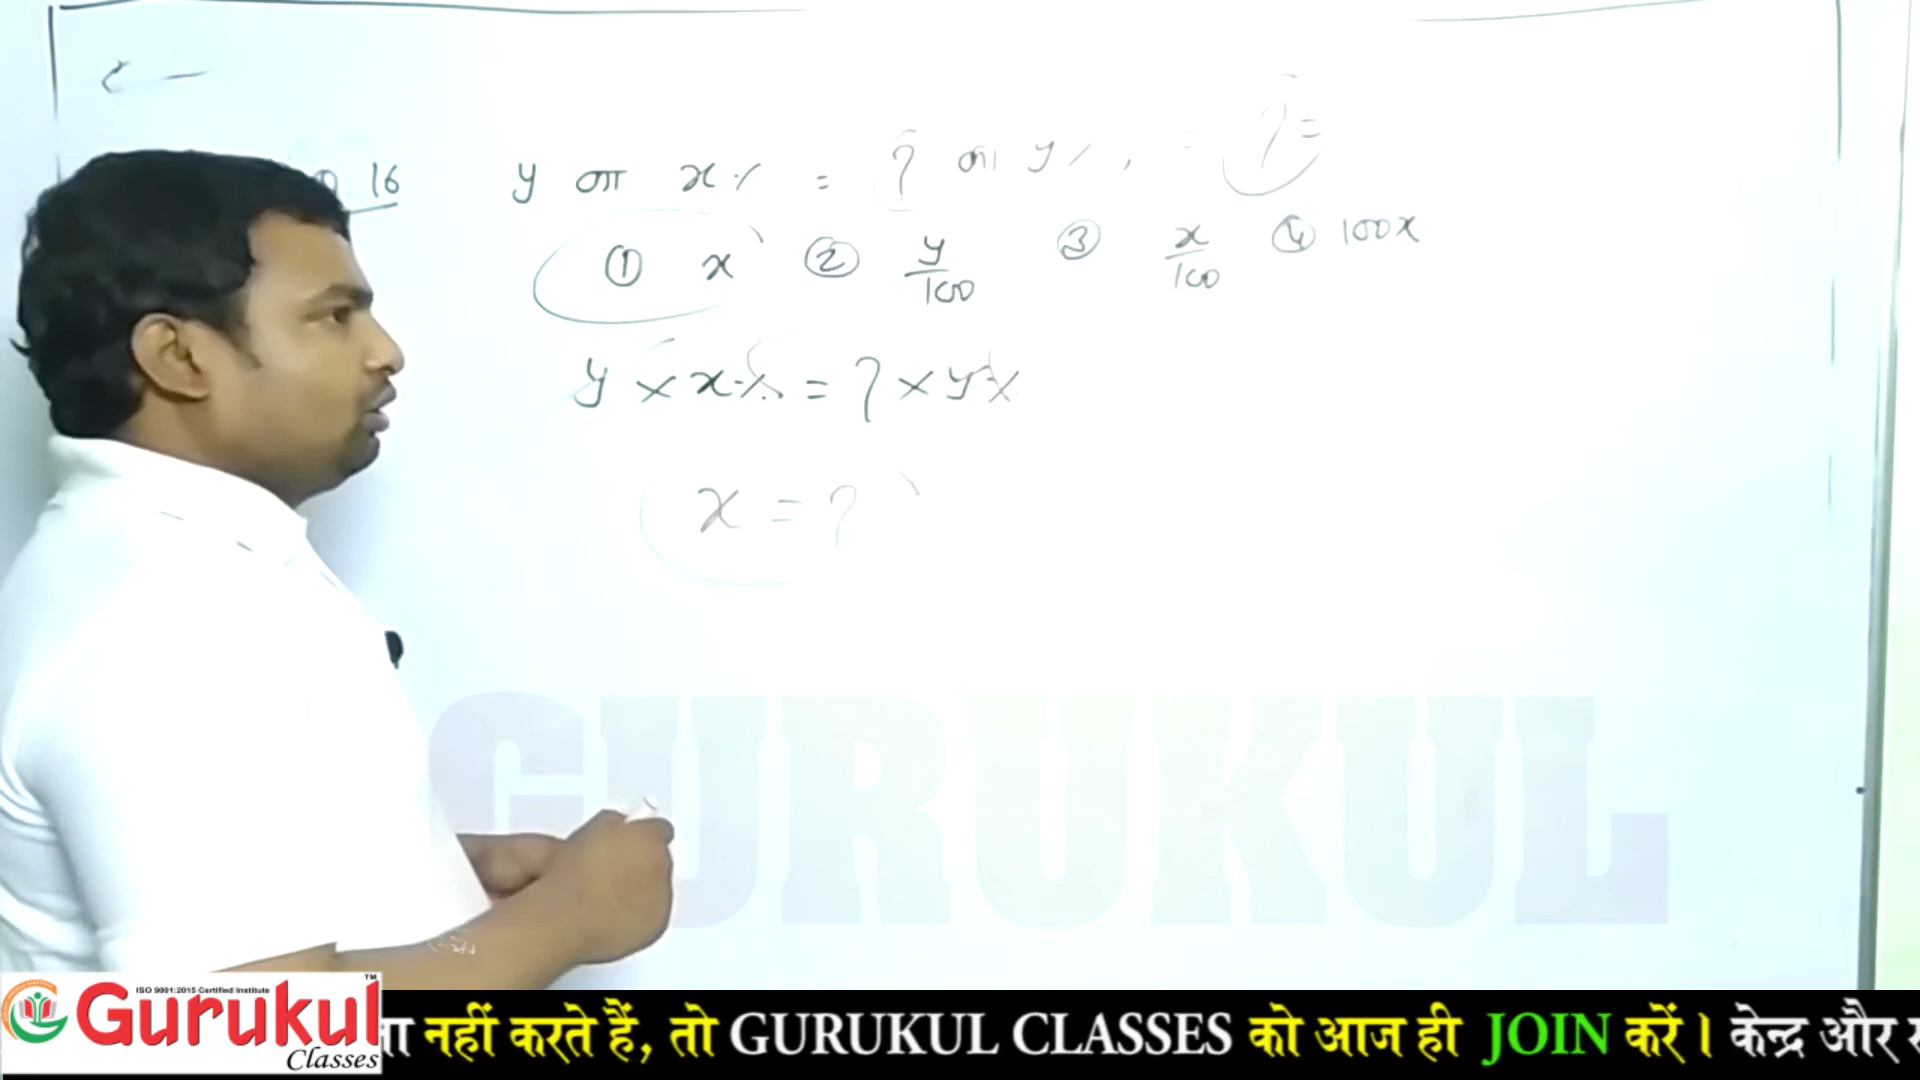 16 y का x% = ? का y%, = ? =
① x ② y/100 ③ x/100 ④ 100x
y × x% = ? × y%
x = ?
GURUKUL
ISO 9001:2015 Certified Institute
Gurukul TM
Classes
नहीं करते हैं, तो GURUKUL CLASSES को आज ही JOIN करें। केन्द्र और